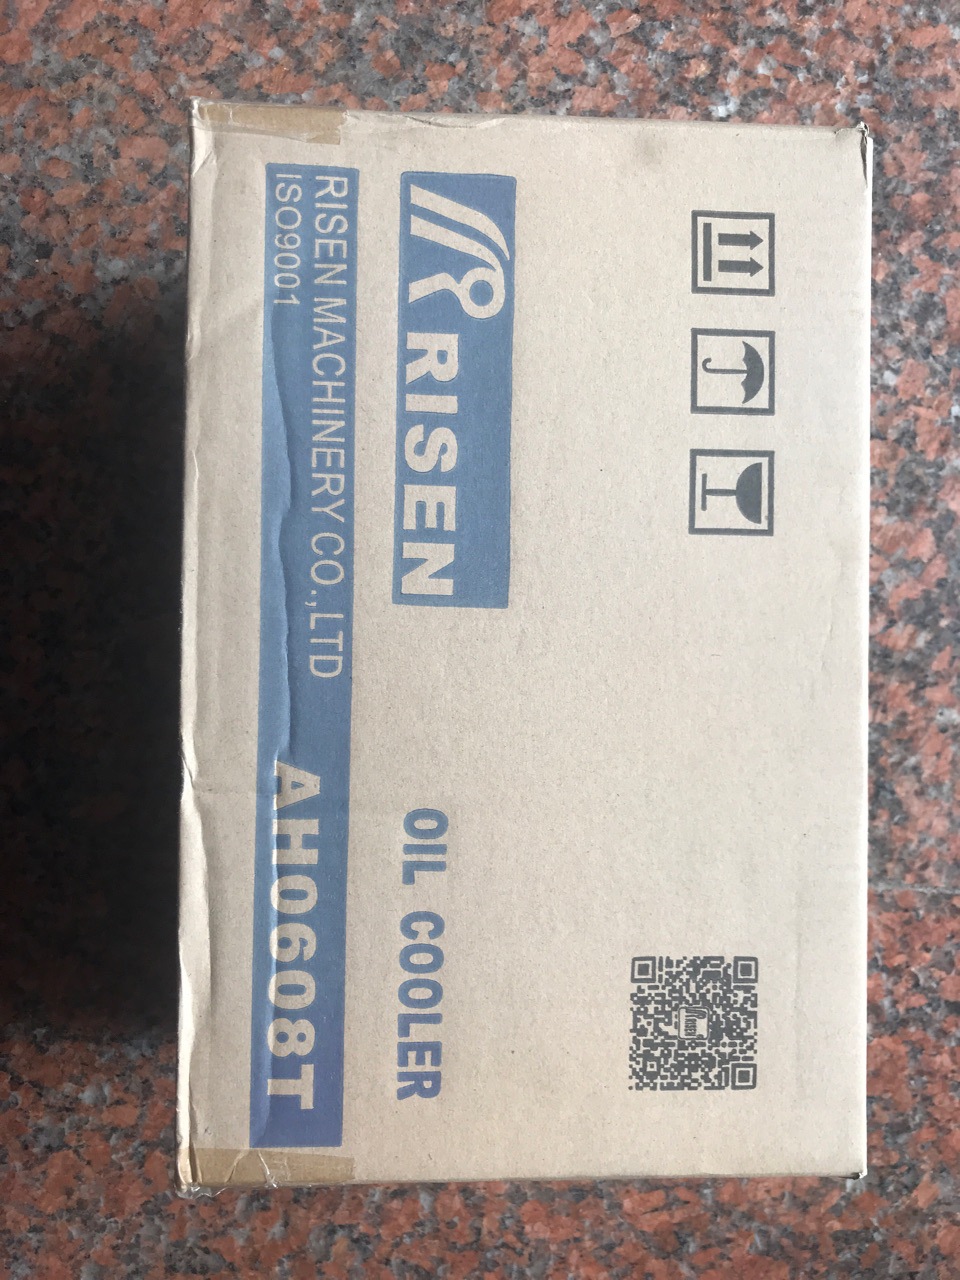 RISEN
OIL COOLER
RISEN MACHINERY CO.,LTD
ISO9001
AH0608T